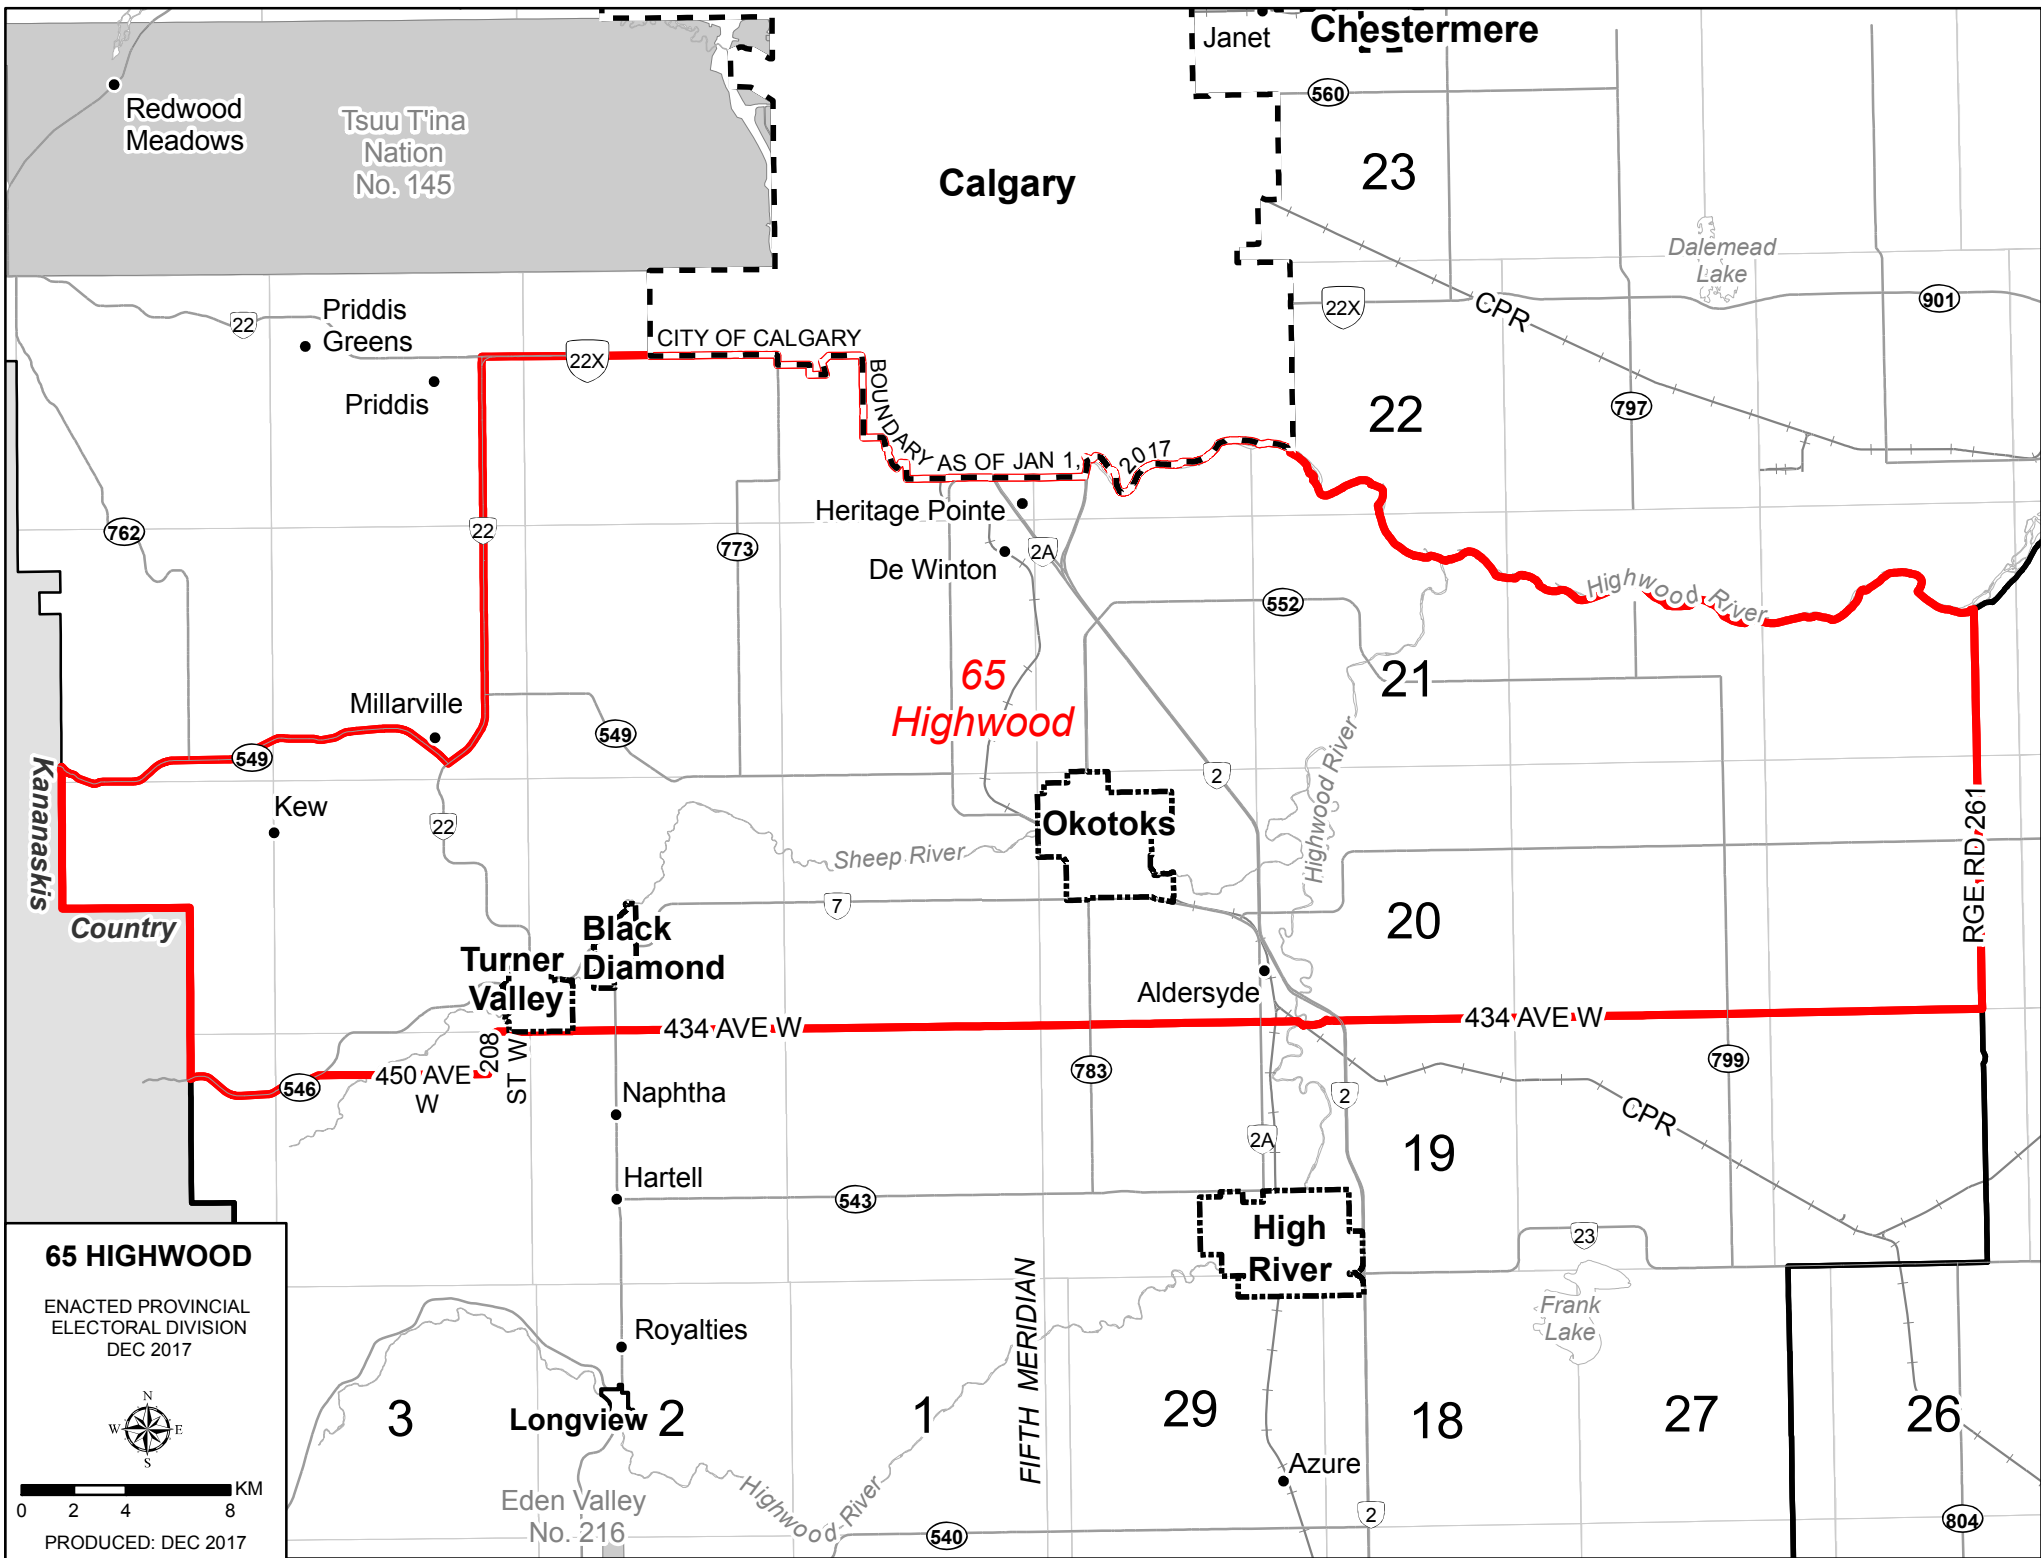 Janet
Chestermere
Redwood
Meadows
Tsuu T'ina
Nation
No. 145
Calgary
560
23
Dalemead
Lake
22
Priddis
Greens
CITY OF CALGARY
22X
BOUNDARY
AS OF JAN 1,
2017
22X
CPR
901
Priddis
22
797
762
22
773
Heritage Pointe
De Winton
2A
552
Highwood River
65
Highwood
21
Millarville
549
549
Highwood River
2
Kananaskis
Country
Kew
22
Sheep River
Okotoks
RGE RD 261
7
20
Black
Diamond
Turner
Valley
Aldersyde
434 AVE W
434 AVE W
208
ST W
450 AVE
W
546
783
799
Naphtha
2
CPR
2A
19
Hartell
543
High
River
23
65 HIGHWOOD
ENACTED PROVINCIAL
ELECTORAL DIVISION
DEC 2017
N
W
E
S
KM
0 2 4 8
PRODUCED: DEC 2017
FIFTH MERIDIAN
Frank
Lake
Royalties
3
Longview
2
1
29
18
27
26
Azure
Eden Valley
No. 216
Highwood River
540
2
804